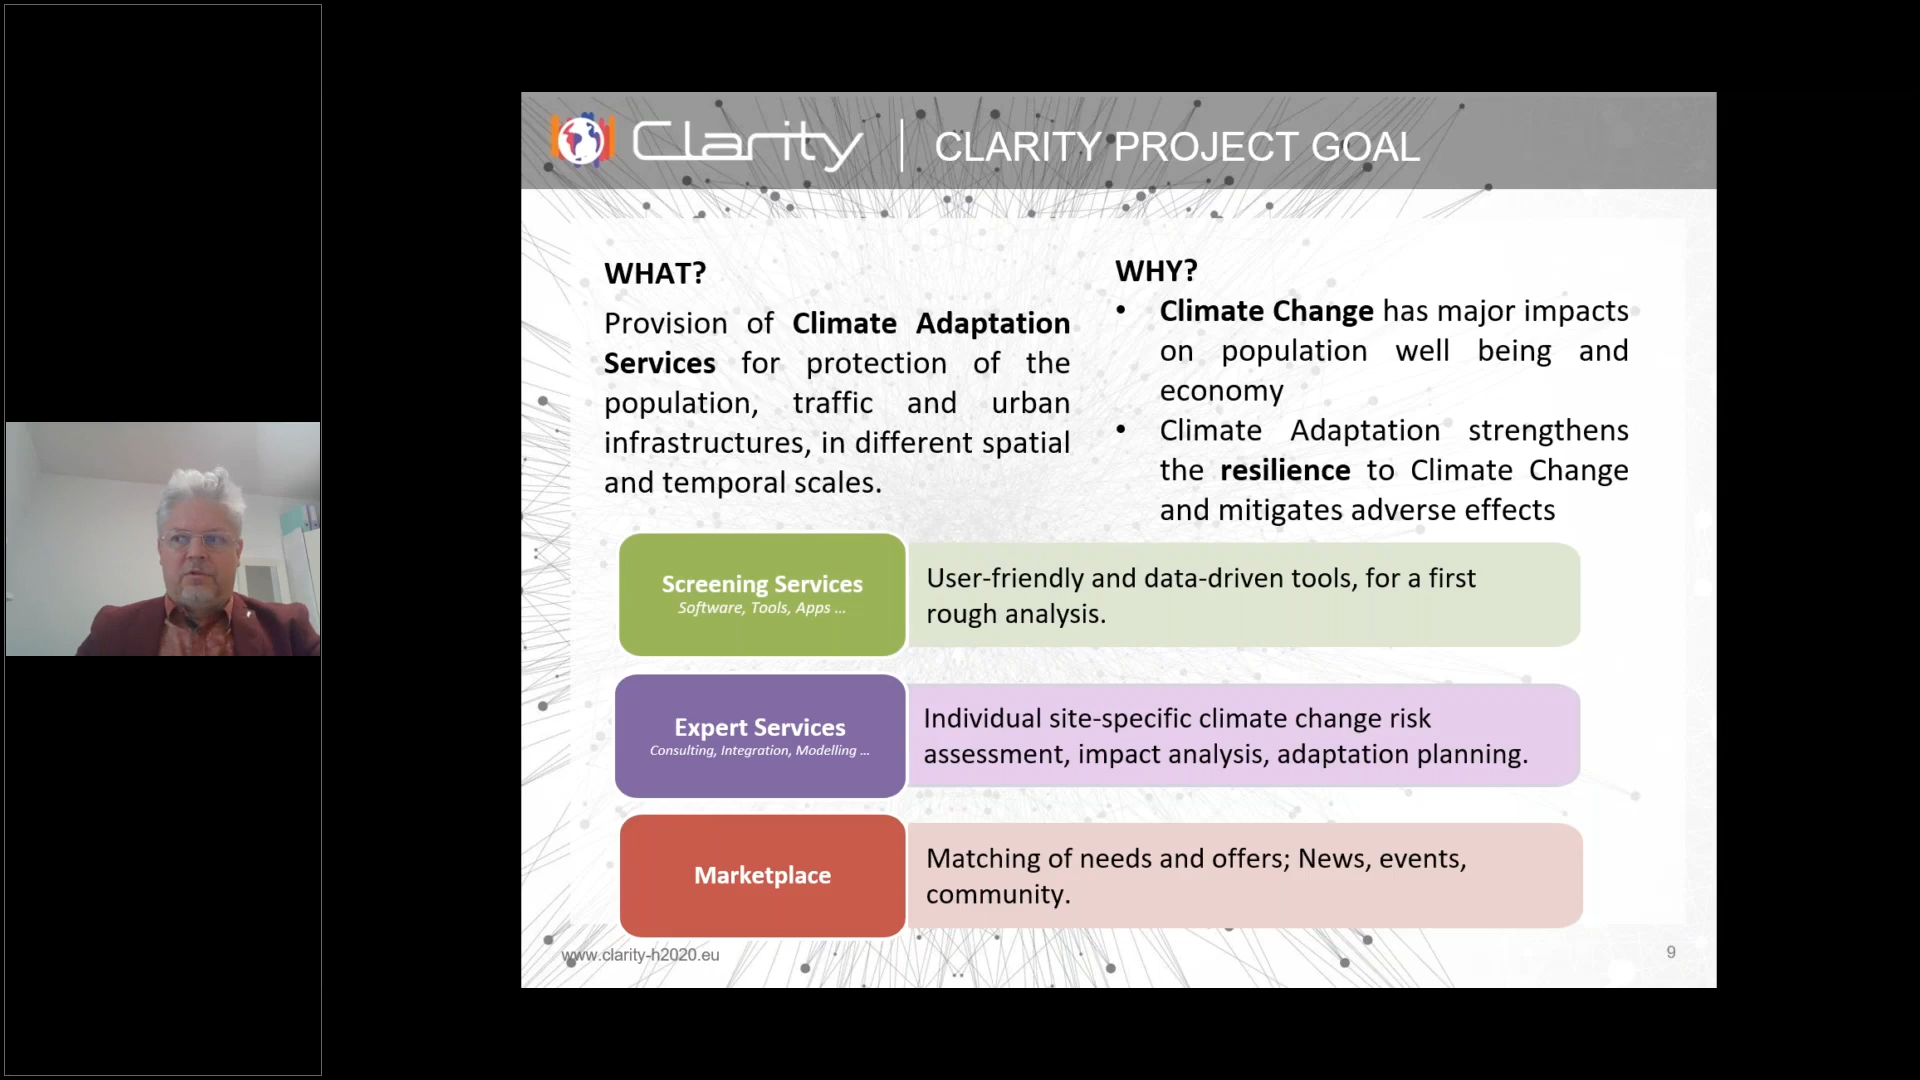 Clarity
CLARITY PROJECT GOAL
WHAT?
Provision of Climate Adaptation
Services for protection of the
population, traffic and urban
infrastructures, in different spatial
and temporal scales.
WHY?
• Climate Change has major impacts
on population well being and
economy
• Climate Adaptation strengthens
the resilience to Climate Change
and mitigates adverse effects
Screening Services
Software, Tools, Apps ...
User-friendly and data-driven tools, for a first
rough analysis.
Expert Services
Consulting, Integration, Modelling ...
Individual site-specific climate change risk
assessment, impact analysis, adaptation planning.
Marketplace
Matching of needs and offers; News, events,
community.
www.clarity-h2020.eu
9